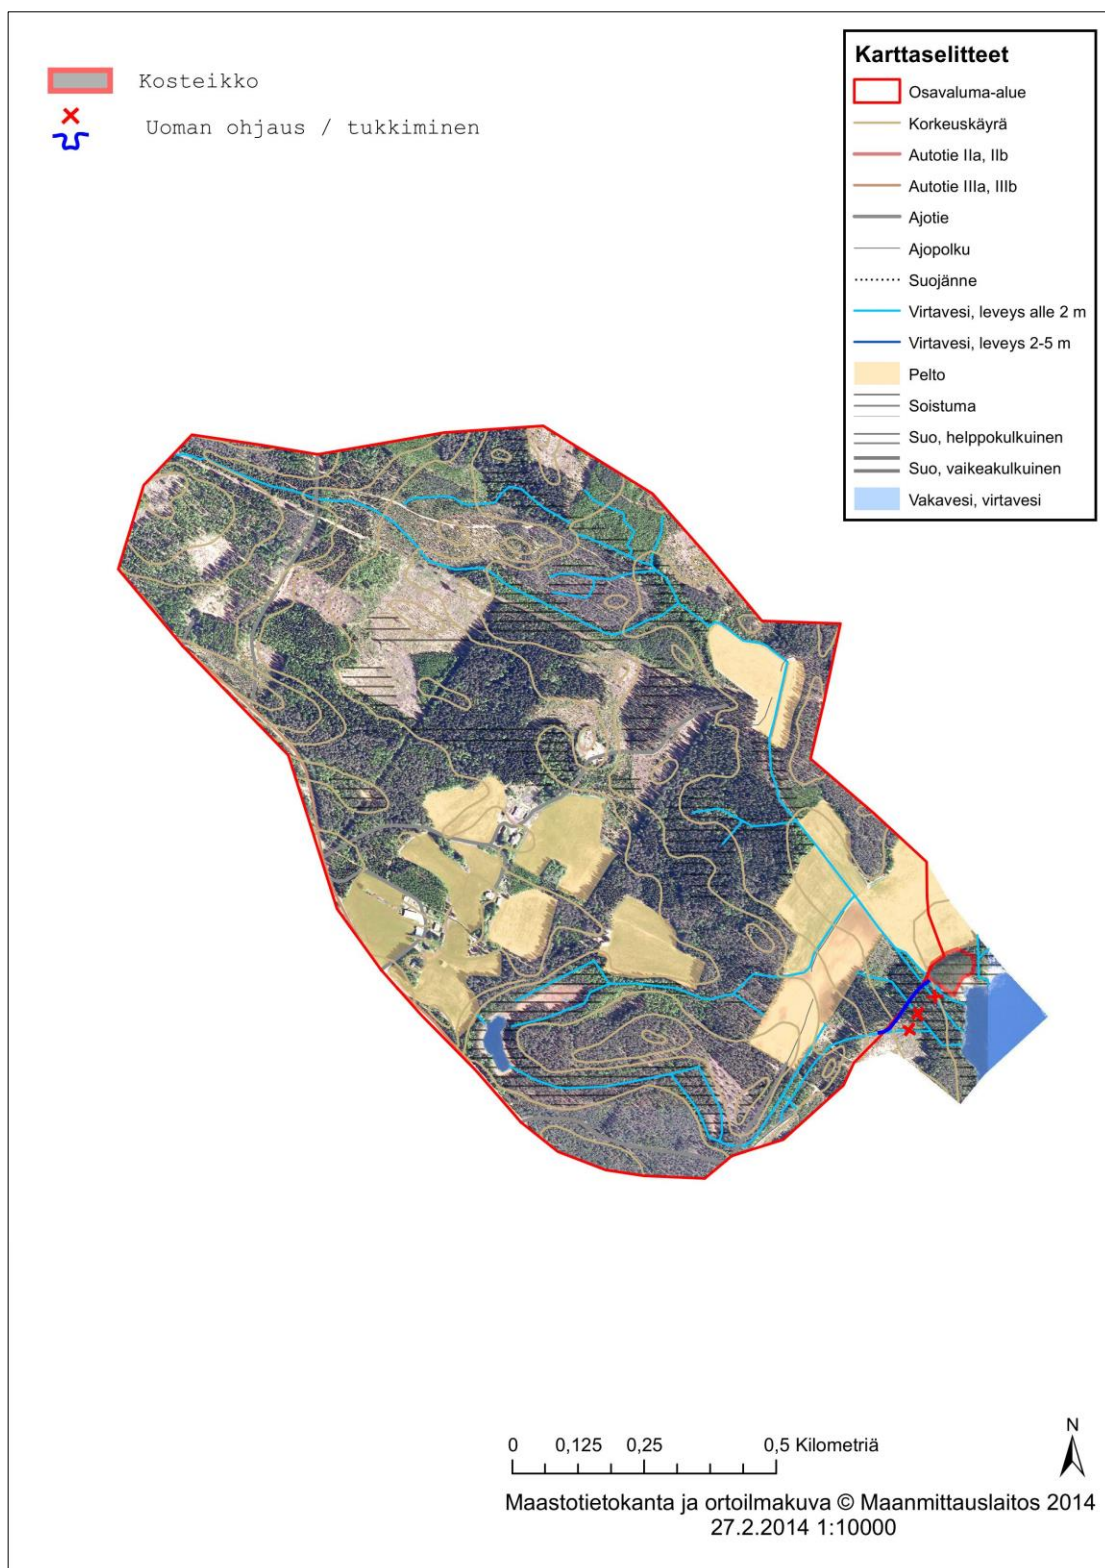 Kosteikko
Uoman ohjaus / tukkiminen
Karttaselitteet
Osavaluma-alue
Korkeuskäyrä
Autotie IIa, IIb
Autotie IIIa, IIIb
Ajotie
Ajopolku
Suojänne
Virtavesi, leveys alle 2 m
Virtavesi, leveys 2-5 m
Pelto
Soistuma
Suo, helppokulkuinen
Suo, vaikeakulkuinen
Vakavesi, virtavesi
N
0 0,125 0,25 0,5 Kilometriä
Maastotietokanta ja ortoilmakuva © Maanmittauslaitos 2014
27.2.2014 1:10000